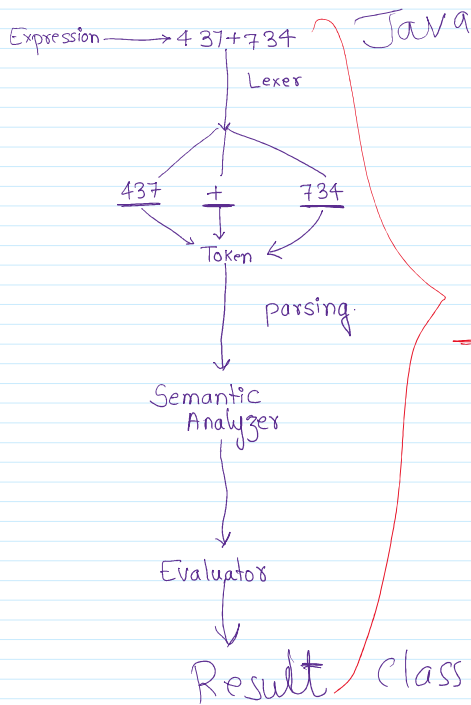 Expression 437+734
Java
Lexer
437 + 734
Token
parsing.
Semantic
Analyzer
Evaluator
Result class